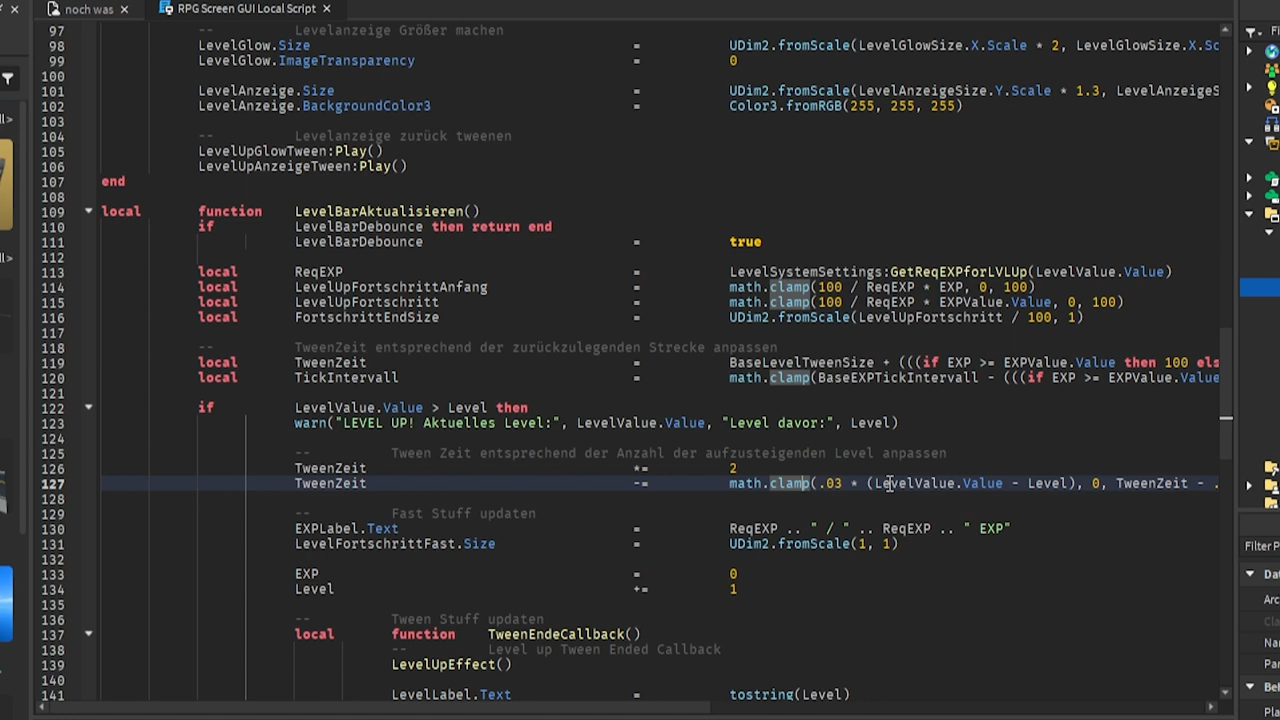 noch was
RPG Screen GUI Local Script
97 -- Levelanzeige Größer machen
98 LevelGlow.Size = UDim2.fromScale(LevelGlowSize.X.Scale * 2, LevelGlowSize.X.Sc
99 LevelGlow.ImageTransparency = 0
100
101 LevelAnzeige.Size = UDim2.fromScale(LevelAnzeigeSize.Y.Scale * 1.3, LevelAnzeigeS
102 LevelAnzeige.BackgroundColor3 = Color3.fromRGB(255, 255, 255)
103
104 -- Levelanzeige zurück tweenen
105 LevelUpGlowTween:Play()
106 LevelUpAnzeigeTween:Play()
107 end
108
109 local function LevelBarAktualisieren()
110 if LevelBarDebounce then return end
111 LevelBarDebounce = true
112
113 local ReqEXP = LevelSystemSettings:GetReqEXPforLVLUp(LevelValue.Value)
114 local LevelUpFortschrittAnfang = math.clamp(100 / ReqEXP * EXP, 0, 100)
115 local LevelUpFortschritt = math.clamp(100 / ReqEXP * EXPValue.Value, 0, 100)
116 local FortschrittEndSize = UDim2.fromScale(LevelUpFortschritt / 100, 1)
117
118 -- TweenZeit entsprechend der zurückzulegenden Strecke anpassen
119 local TweenZeit = BaseLevelTweenSize + (((if EXP >= EXPValue.Value then 100 els
120 local TickIntervall = math.clamp(BaseEXPTickIntervall - (((if EXP >= EXPValue.Value
121
122 if LevelValue.Value > Level then
123 warn("LEVEL UP! Aktuelles Level:", LevelValue.Value, "Level davor:", Level)
124
125 -- Tween Zeit entsprechend der Anzahl der aufzusteigenden Level anpassen
126 TweenZeit *= 2
127 TweenZeit -= math.clamp(.03 * (LevelValue.Value - Level), 0, TweenZeit - .
128
129 -- Fast Stuff updaten
130 EXPLabel.Text = ReqEXP .. " / " .. ReqEXP .. " EXP"
131 LevelFortschrittFast.Size = UDim2.fromScale(1, 1)
132
133 EXP = 0
134 Level += 1
135
136 -- Tween Stuff updaten
137 local function TweenEndeCallback()
138 -- Level up Tween Ended Callback
139 LevelUpEffect()
140
141 LevelLabel.Text = tostring(Level)
Filter P
Da
Arc
Cla
Na
Par
Bel
Pla